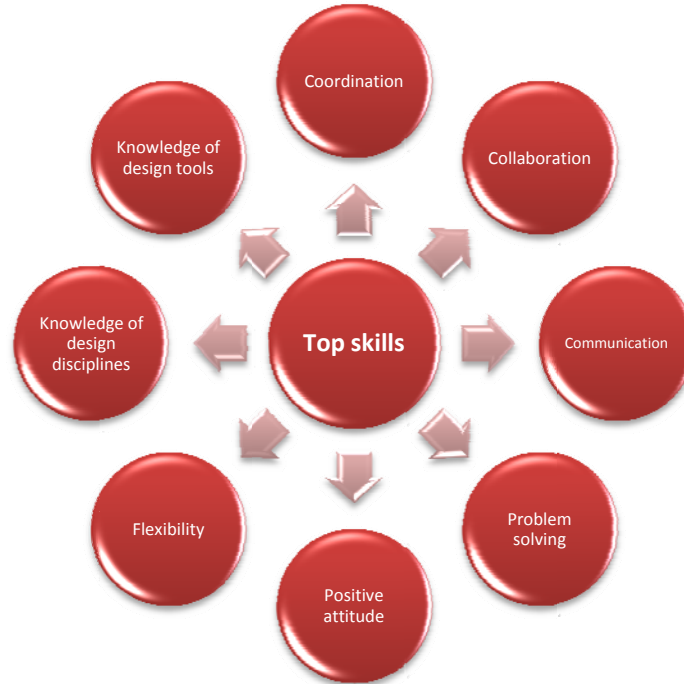 Coordination
Knowledge of
design tools
Collaboration
Knowledge of
design
disciplines
Top skills
Communication
Flexibility
Problem
solving
Positive
attitude